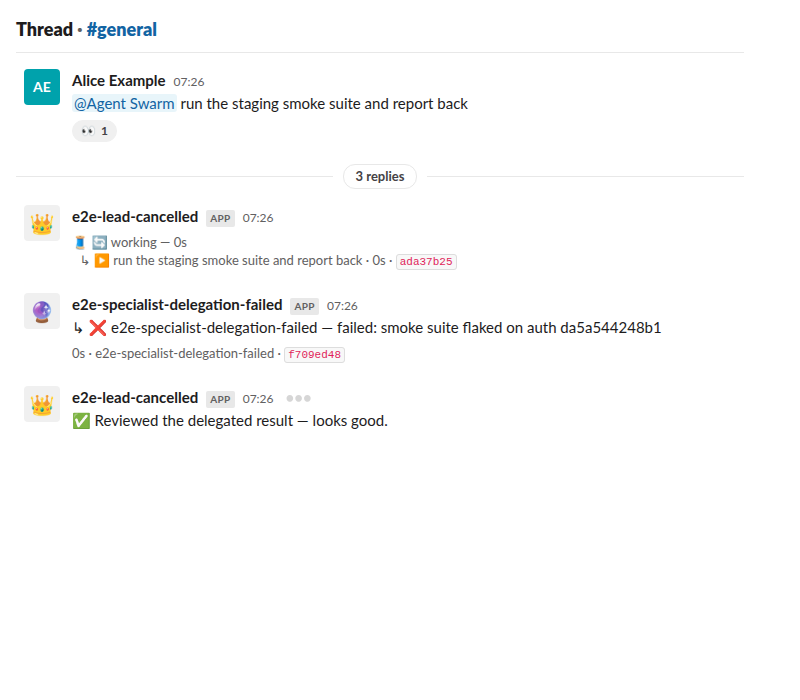 Thread • #general
AE
Alice Example 07:26
@Agent Swarm run the staging smoke suite and report back
👀 1
3 replies
e2e-lead-cancelled APP 07:26
🧵 🔄 working — 0s
↳ ▶️ run the staging smoke suite and report back · 0s · ada37b25
e2e-specialist-delegation-failed APP 07:26
↳ ❌ e2e-specialist-delegation-failed — failed: smoke suite flaked on auth da5a544248b1
0s · e2e-specialist-delegation-failed · f709ed48
e2e-lead-cancelled APP 07:26
✅ Reviewed the delegated result — looks good.